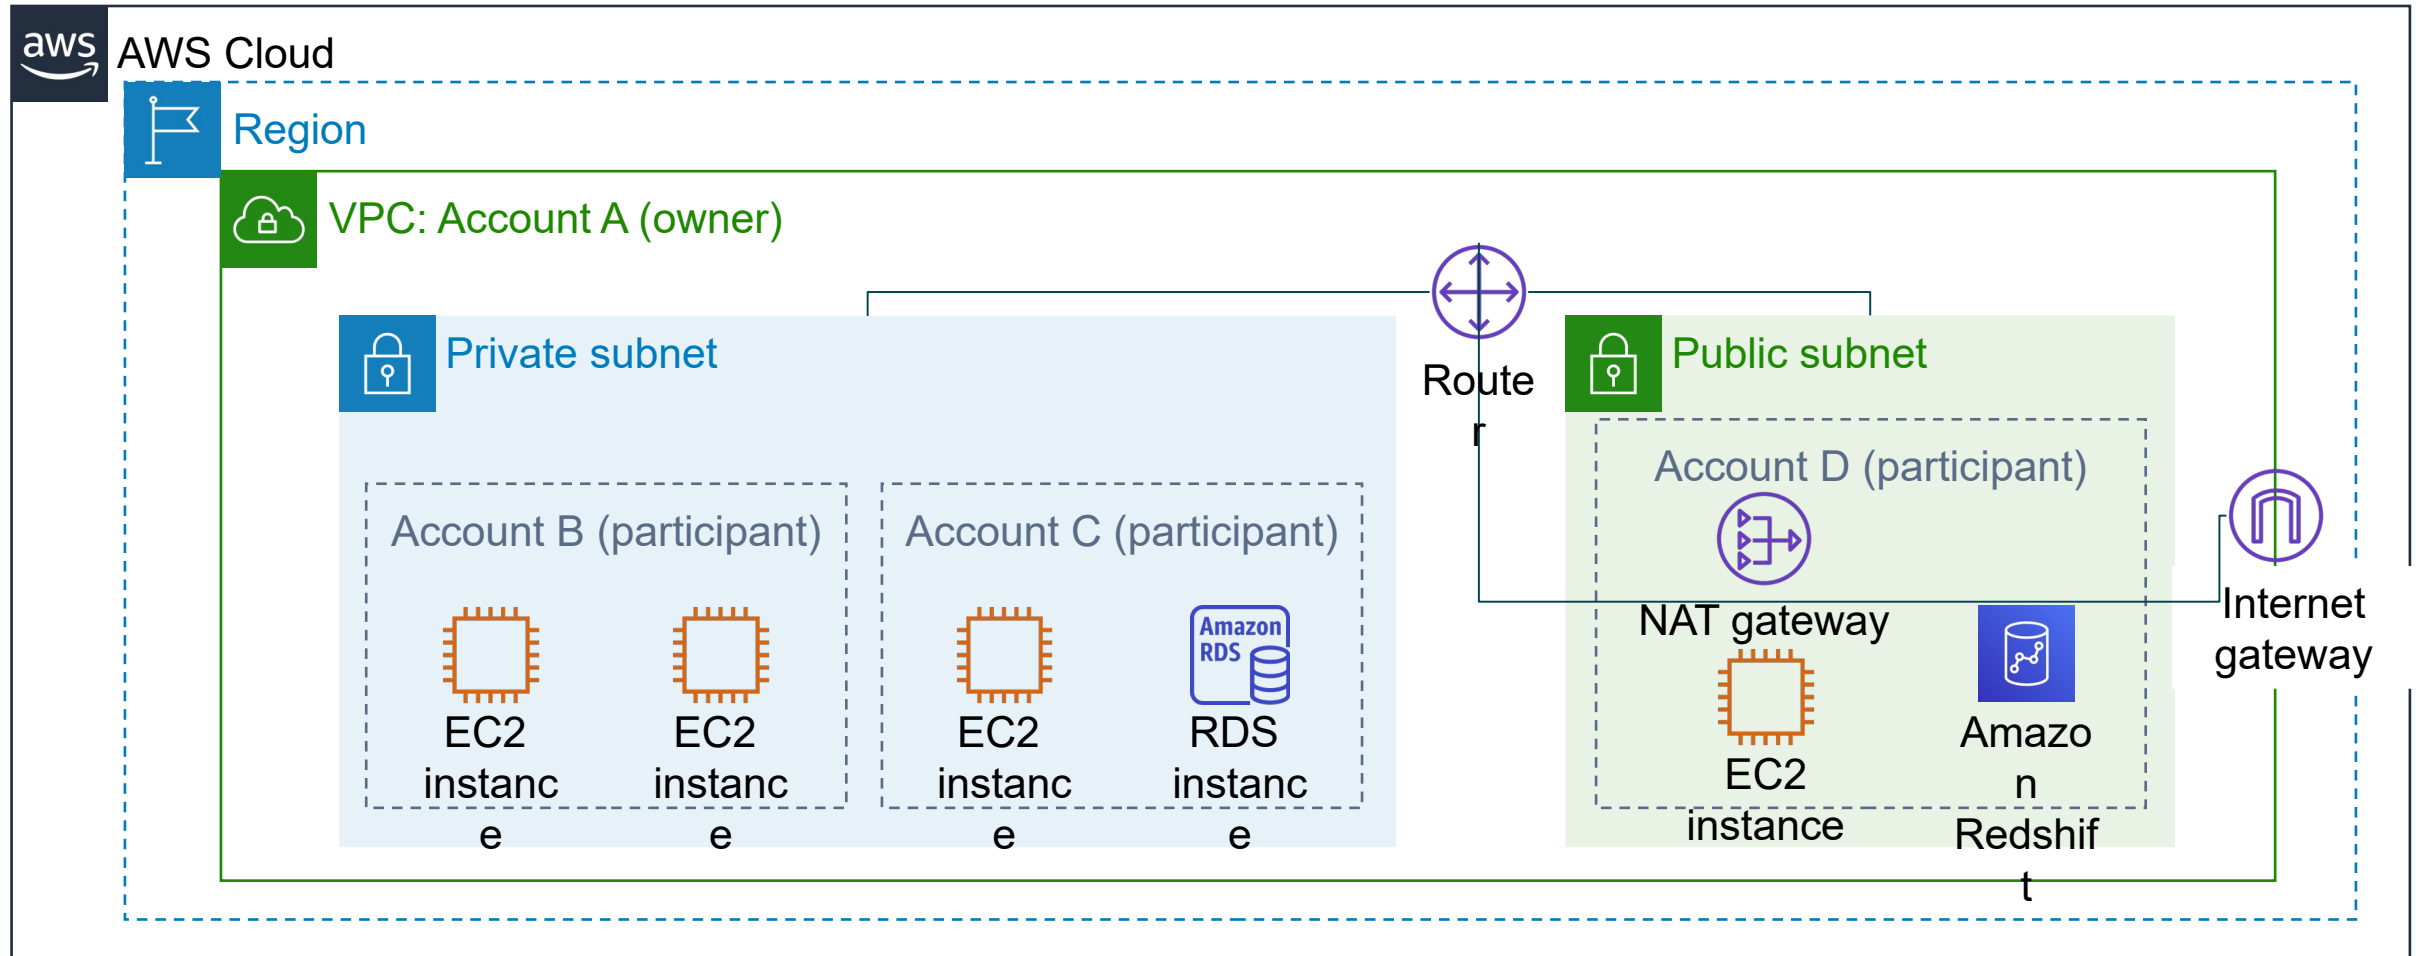 aws
AWS Cloud
Region
VPC: Account A (owner)
Private subnet
Route
r
Public subnet
Account B (participant)
Account C (participant)
Account D (participant)
NAT gateway
Internet
gateway
EC2
instanc
e
EC2
instanc
e
EC2
instanc
e
Amazon
RDS
RDS
instanc
e
EC2
instance
Amazo
n
Redshif
t